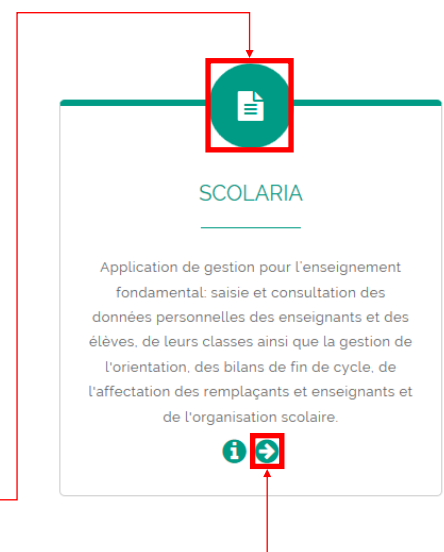 SCOLARIA
Application de gestion pour l'enseignement
fondamental: saisie et consultation des
données personnelles des enseignants et des
élèves, de leurs classes ainsi que la gestion de
l'orientation, des bilans de fin de cycle, de
l'affectation des remplaçants et enseignants et
de l'organisation scolaire.